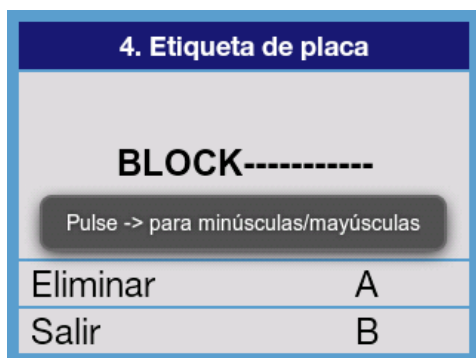 4. Etiqueta de placa
BLOCK-----------
Pulse -> para minúsculas/mayúsculas
Eliminar A
Salir B